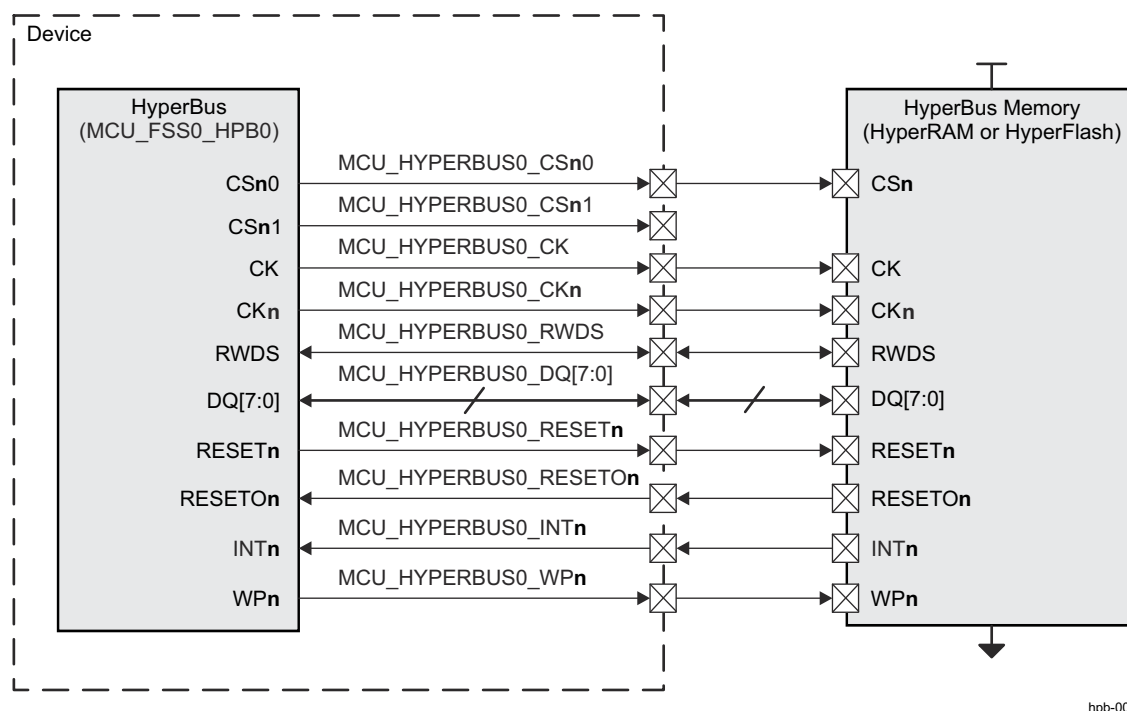 Device
HyperBus
(MCU_FSS0_HPB0)
HyperBus Memory
(HyperRAM or HyperFlash)
CSn0
MCU_HYPERBUS0_CSn0
CSn
CSn1
MCU_HYPERBUS0_CSn1
CK
MCU_HYPERBUS0_CK
CK
CKn
MCU_HYPERBUS0_CKn
CKn
RWDS
MCU_HYPERBUS0_RWDS
RWDS
DQ[7:0]
MCU_HYPERBUS0_DQ[7:0]
DQ[7:0]
RESETn
MCU_HYPERBUS0_RESETn
RESETn
RESETOn
MCU_HYPERBUS0_RESETOn
RESETOn
INTn
MCU_HYPERBUS0_INTn
INTn
WPn
MCU_HYPERBUS0_WPn
WPn